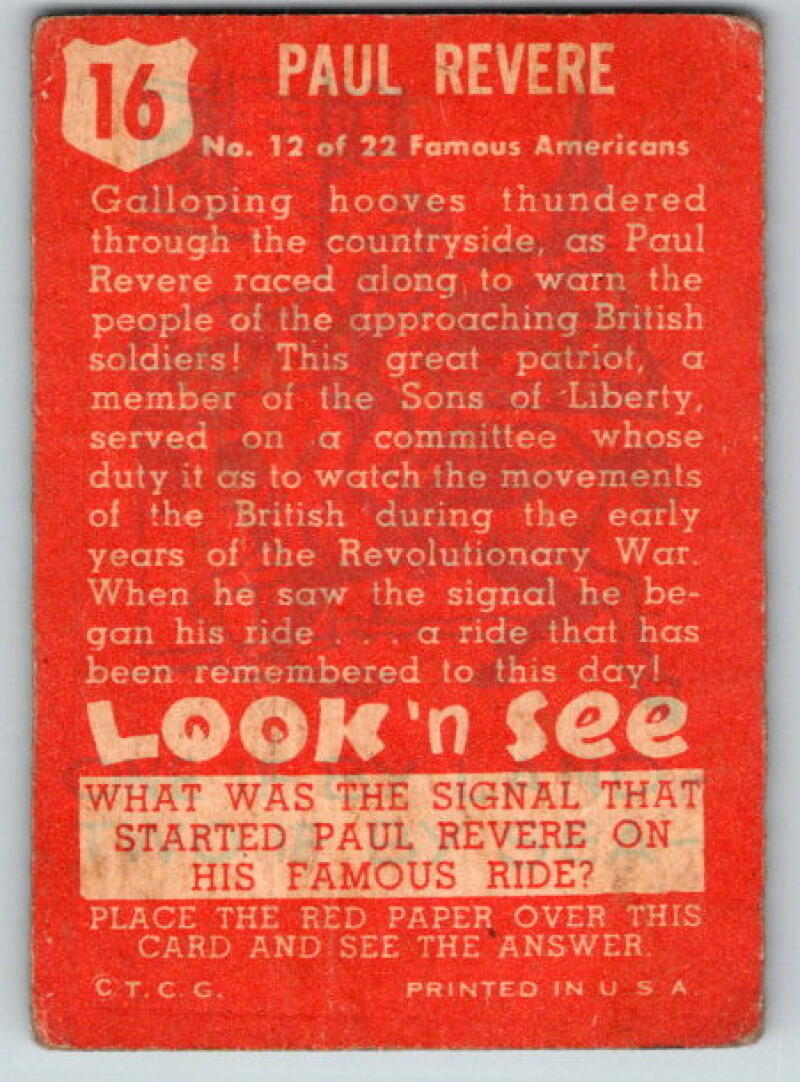 16
PAUL REVERE
No. 12 of 22 Famous Americans
Galloping hooves thundered
through the countryside, as Paul
Revere raced along to warn the
people of the approaching British
soldiers! This great patriot, a
member of the Sons of Liberty,
served on a committee whose
duty it as to watch the movements
of the British during the early
years of the Revolutionary War.
When he saw the signal he be-
gan his ride . . . a ride that has
been remembered to this day!
LOOK 'n See
WHAT WAS THE SIGNAL THAT
STARTED PAUL REVERE ON
HIS FAMOUS RIDE?
PLACE THE RED PAPER OVER THIS
CARD AND SEE THE ANSWER.
© T. C. G. PRINTED IN U S A.